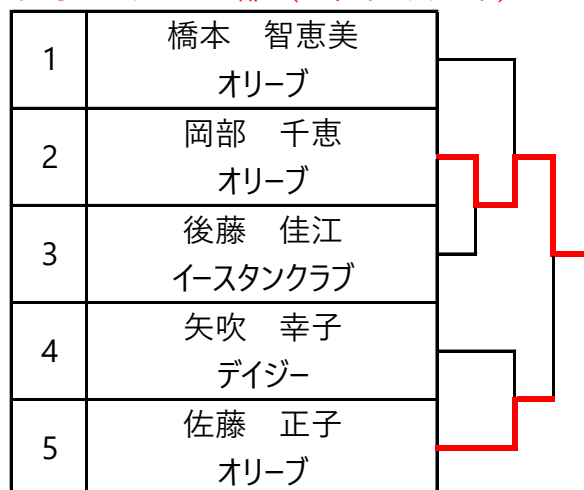 1
橋本　智恵美
オリーブ
2
岡部　千恵
オリーブ
3
後藤　佳江
イースタンクラブ
4
矢吹　幸子
デイジー
5
佐藤　正子
オリーブ